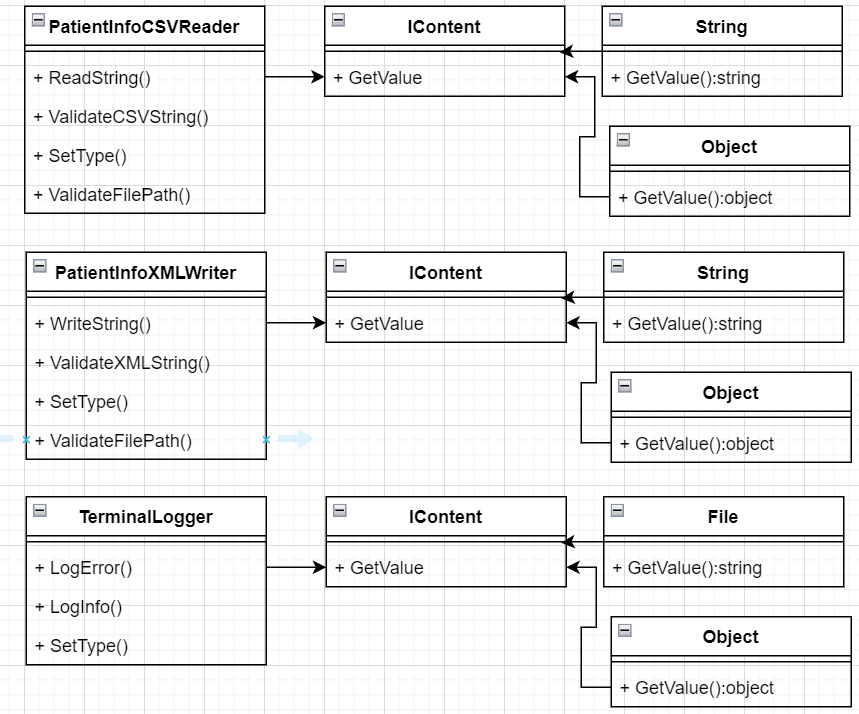 PatientInfoCSVReader
+ ReadString()
+ ValidateCSVString()
+ SetType()
+ ValidateFilePath()
IContent
+ GetValue
String
+ GetValue():string
Object
+ GetValue():object
PatientInfoXMLWriter
+ WriteString()
+ ValidateXMLString()
+ SetType()
+ ValidateFilePath()
IContent
+ GetValue
String
+ GetValue():string
Object
+ GetValue():object
TerminalLogger
+ LogError()
+ LogInfo()
+ SetType()
IContent
+ GetValue
File
+ GetValue():string
Object
+ GetValue():object